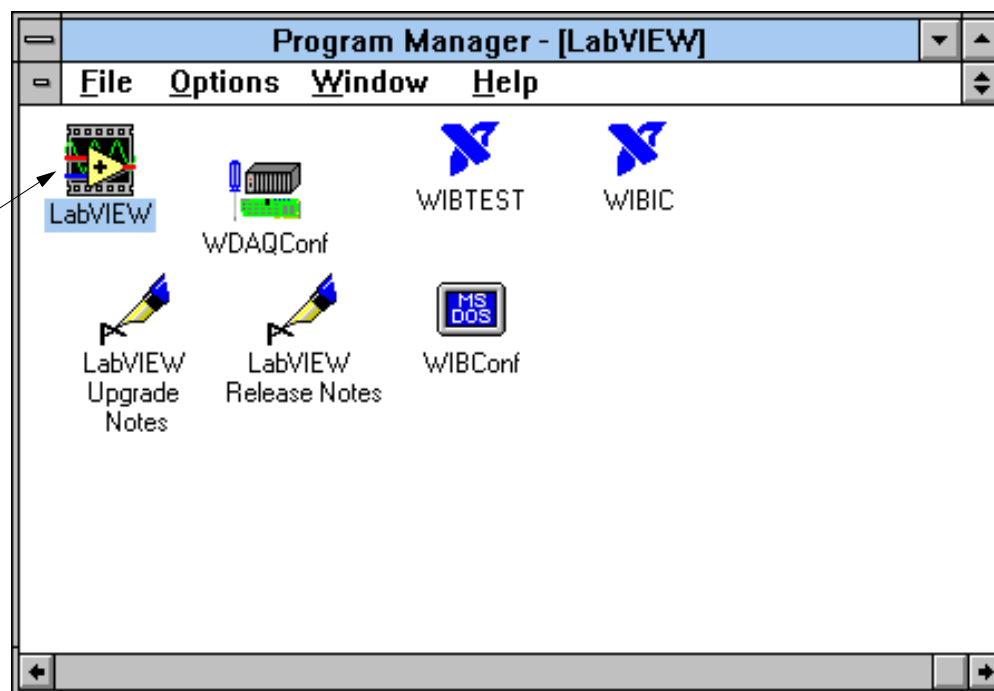 Program Manager - [LabVIEW]
File Options Window Help
LabVIEW
WDAQConf
WIBTEST
WIBIC
LabVIEW
Upgrade
Notes
LabVIEW
Release Notes
MS
DOS
WIBConf